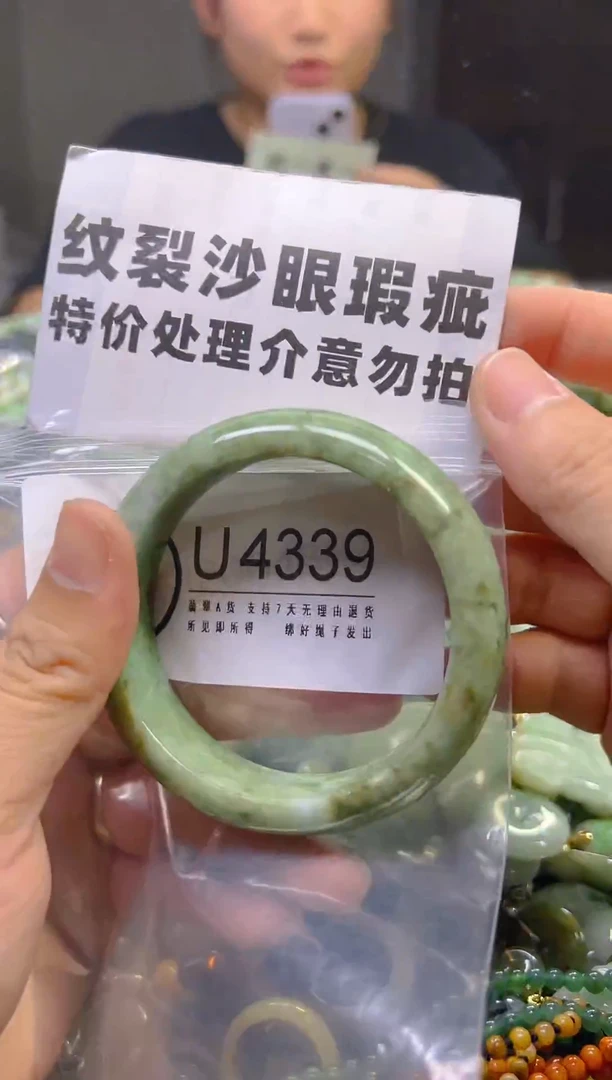 纹裂沙眼瑕疵
特价处理介意勿拍
U4339
翡翠A货 支持7天无理由退货
所见即所得 绑好绳子发出